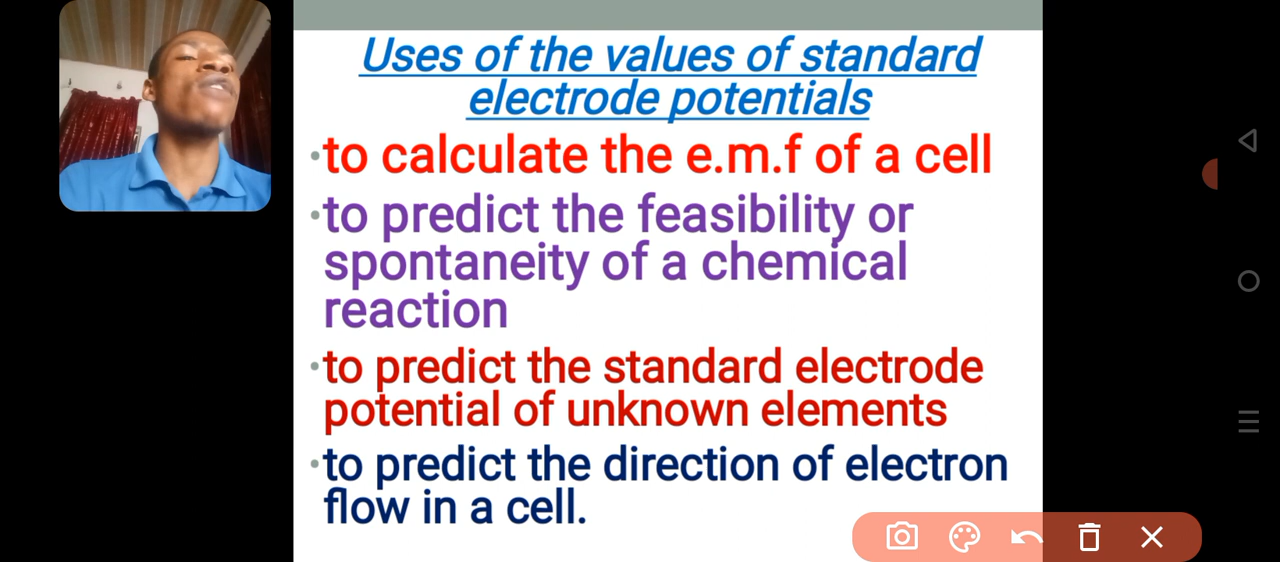 Uses of the values of standard
electrode potentials
•to calculate the e.m.f of a cell
•to predict the feasibility or
spontaneity of a chemical
reaction
•to predict the standard electrode
potential of unknown elements
•to predict the direction of electron
flow in a cell.